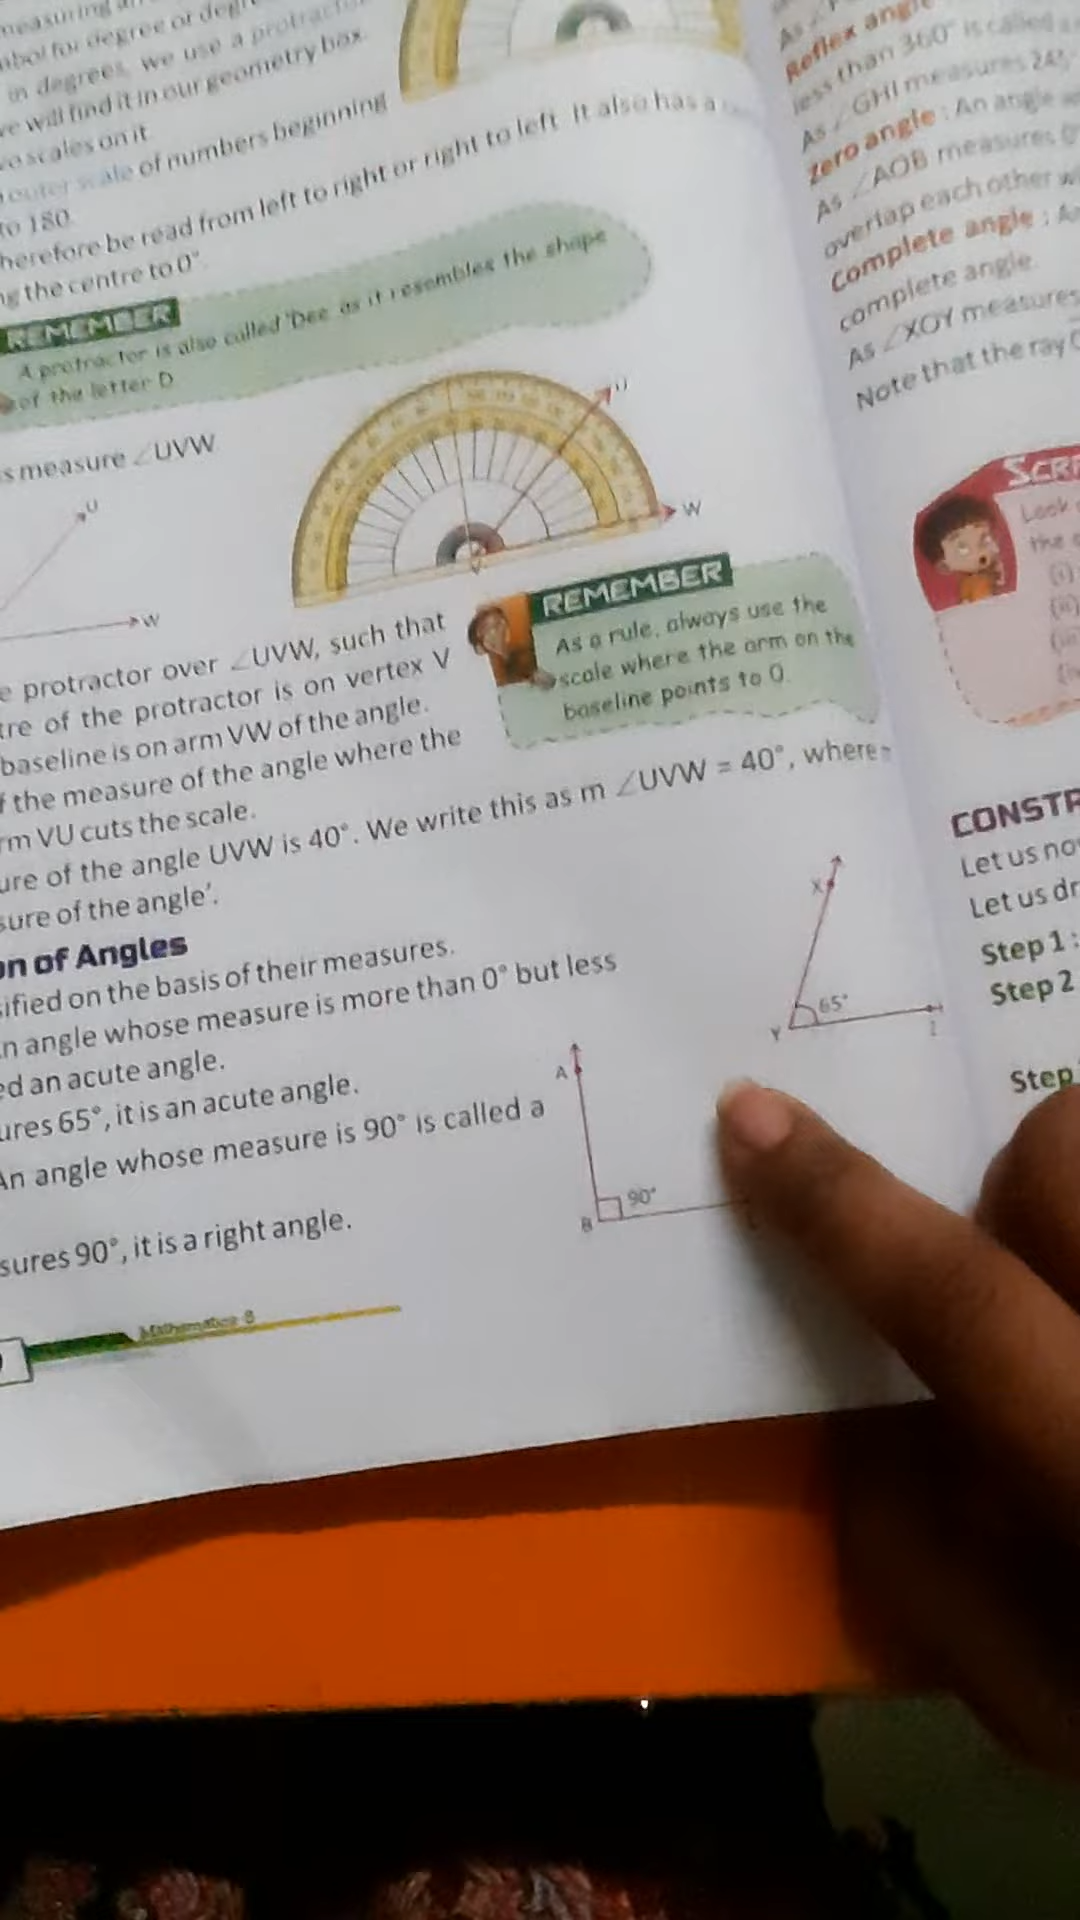 measuring
symbol for degree or
in degrees, we use a protractor
we will find it in our geometry box.
scales on it
outer scale of numbers beginning
to 180.
therefore be read from left to right or right to left. It also has a
the centre to 0°.
REMEMBER
A protractor is also called 'Dee' as it resembles the shape
of the letter D
s measure ∠UVW
U
W
U
W
V
e protractor over ∠UVW, such that
tre of the protractor is on vertex V
baseline is on arm VW of the angle.
f the measure of the angle where the
rm VU cuts the scale.
REMEMBER
As a rule, always use the
scale where the arm on the
baseline points to 0.
ure of the angle UVW is 40°. We write this as m ∠UVW = 40°, where
sure of the angle'.
on of Angles
sified on the basis of their measures.
An angle whose measure is more than 0° but less
ed an acute angle.
ures 65°, it is an acute angle.
An angle whose measure is 90° is called a
sures 90°, it is a right angle.
X
65°
Y
A
90°
B
Mathematics-6
Reflex angle
less than 360° is called
As ∠GHI measures 245
Zero angle : An angle
As ∠AOB measures 0
overlap each other
Complete angle :
complete angle.
As ∠XOY measures
Note that the ray
SCR
Look
the
(i)
(ii)
CONSTR
Let us no
Let us dr
Step 1 :
Step 2
Step